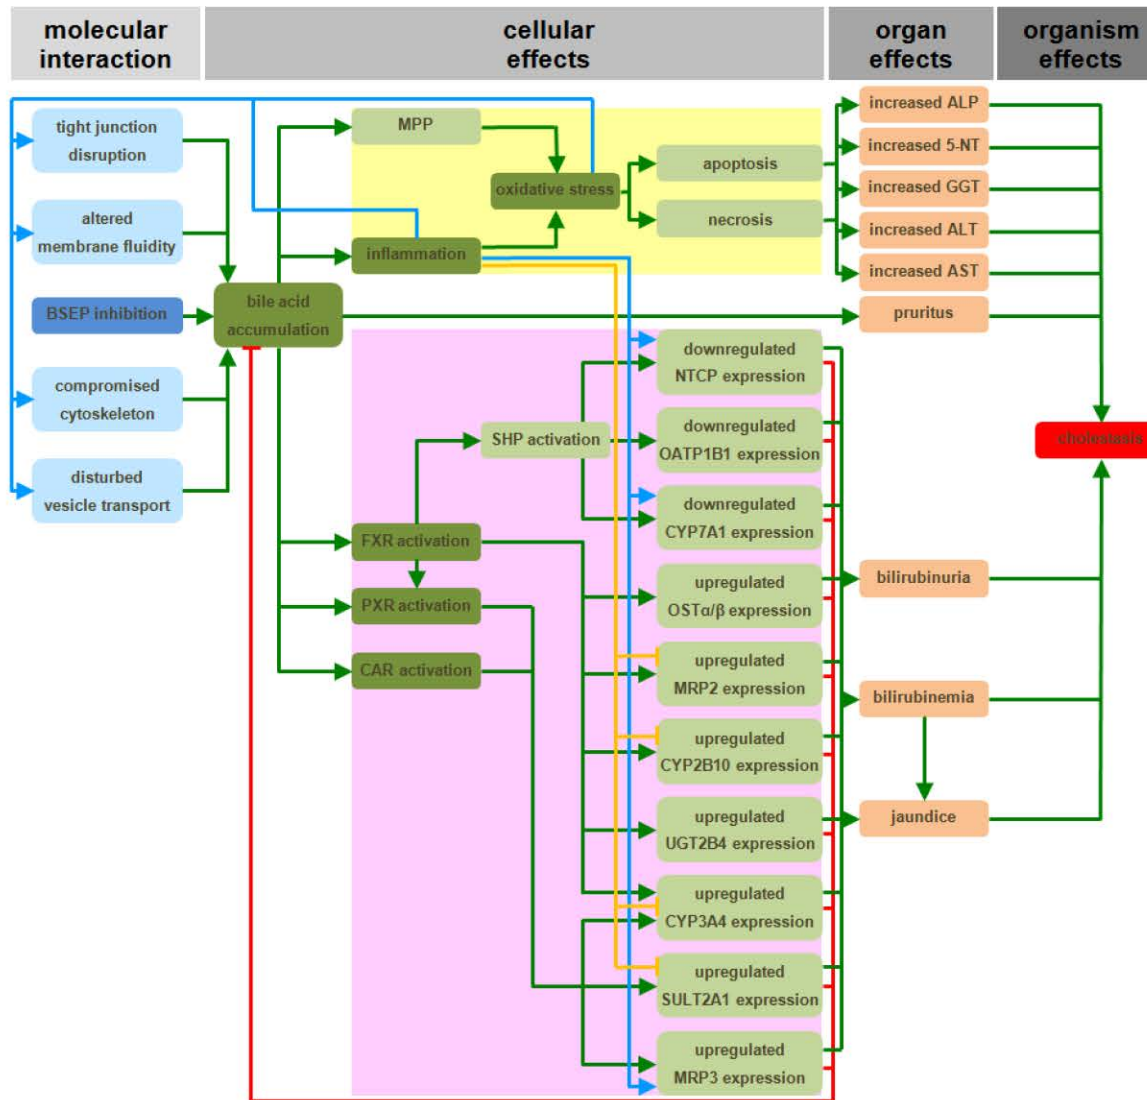 molecular
interaction
cellular
effects
organ
effects
organism
effects
tight junction
disruption
altered
membrane fluidity
BSEP inhibition
compromised
cytoskeleton
disturbed
vesicle transport
bile acid
accumulation
MPP
oxidative stress
inflammation
apoptosis
necrosis
SHP activation
FXR activation
PXR activation
CAR activation
downregulated
NTCP expression
downregulated
OATP1B1 expression
downregulated
CYP7A1 expression
upregulated
OSTα/β expression
upregulated
MRP2 expression
upregulated
CYP2B10 expression
upregulated
UGT2B4 expression
upregulated
CYP3A4 expression
upregulated
SULT2A1 expression
upregulated
MRP3 expression
increased ALP
increased 5-NT
increased GGT
increased ALT
increased AST
pruritus
bilirubinuria
bilirubinemia
jaundice
cholestasis